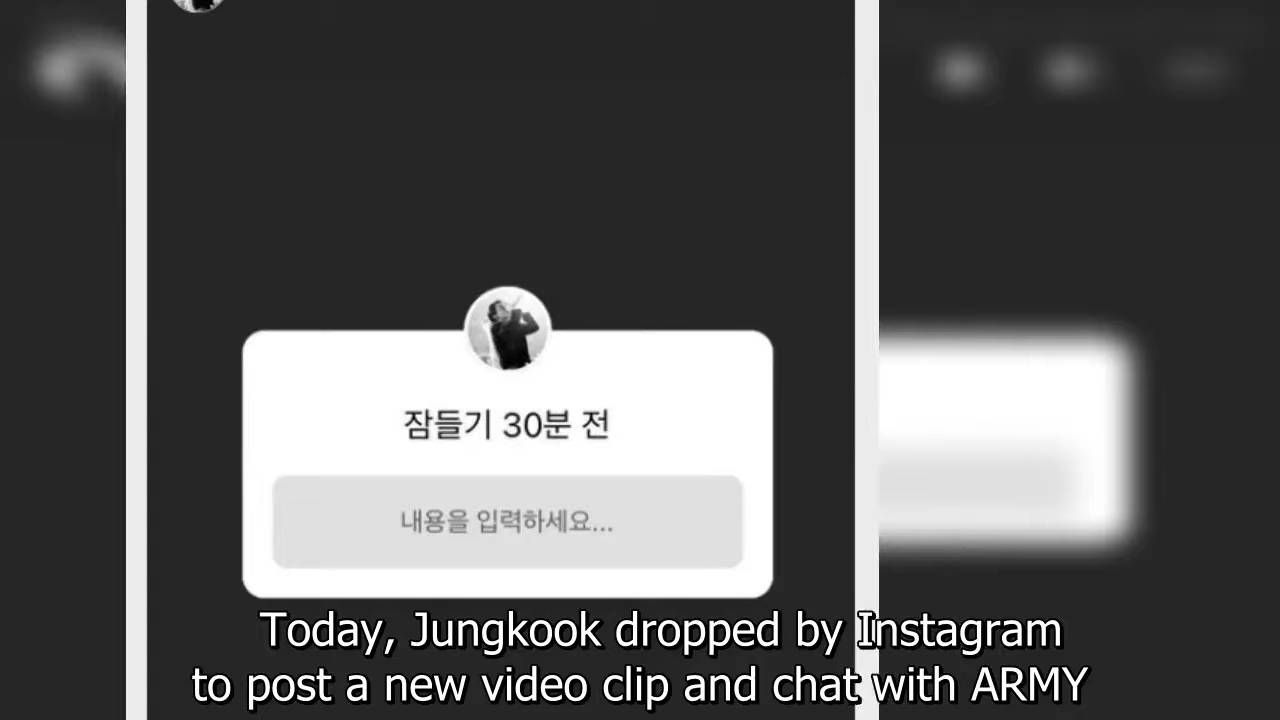 잠들기 30분 전
내용을 입력하세요...
Today, Jungkook dropped by Instagram
to post a new video clip and chat with ARMY